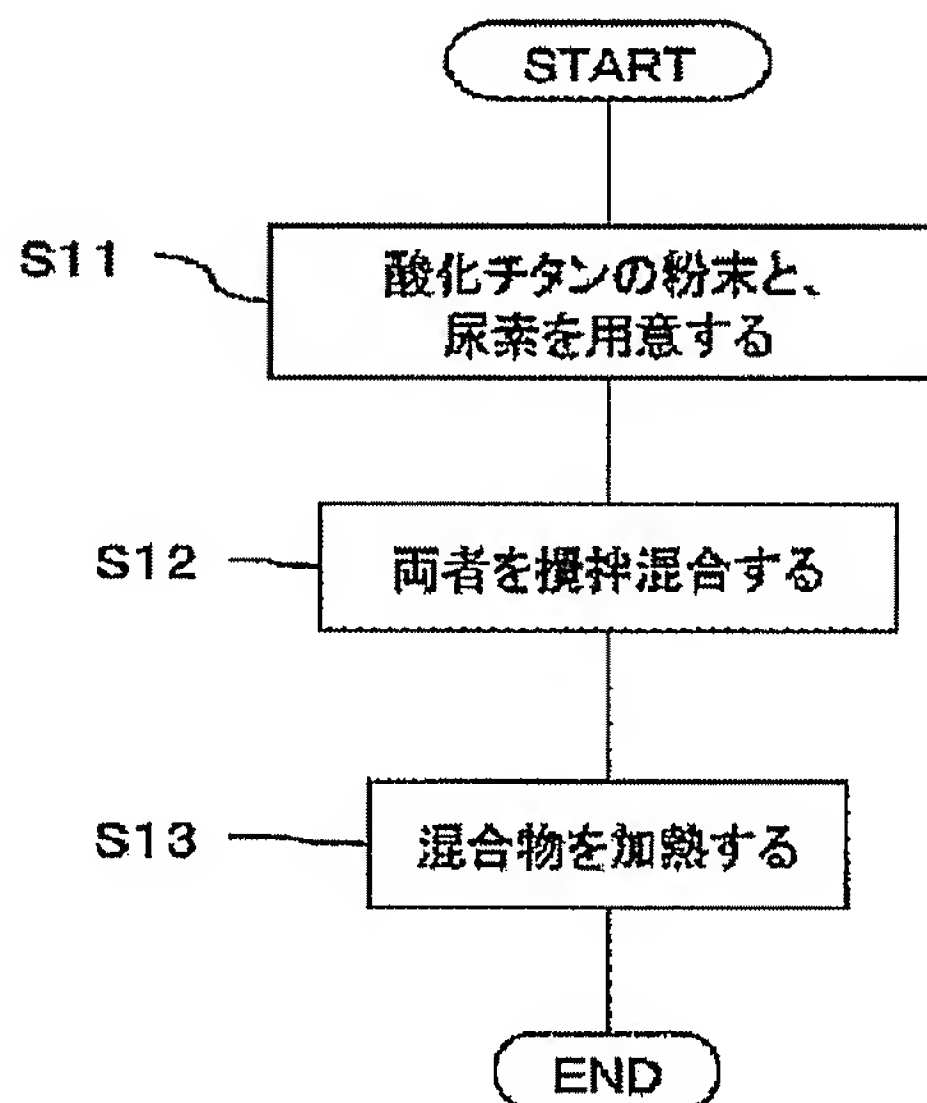 START
S11
酸化チタンの粉末と、
尿素を用意する
S12
両者を攪拌混合する
S13
混合物を加熱する
END